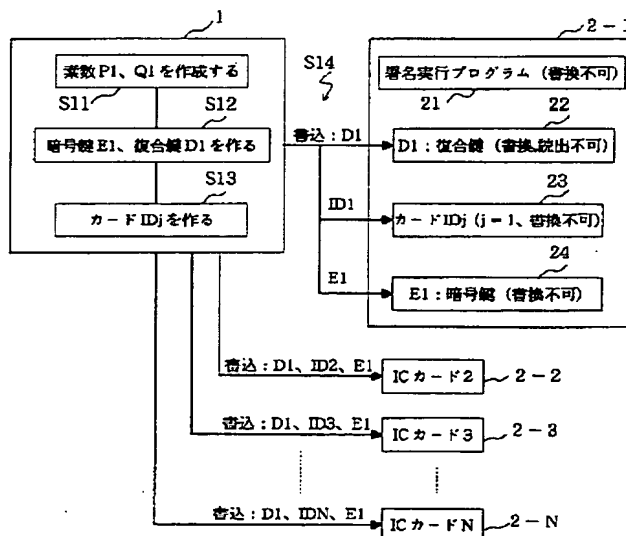 1
2-1
素数P1、Q1を作成する
S11
S12
暗号鍵E1、復合鍵D1を作る
S13
カードIDjを作る
S14
署名実行プログラム(書換不可)
21
22
書込:D1
D1:復合鍵(書換,読出不可)
23
ID1
カードIDj(j=1、書換不可)
24
E1
E1:暗号鍵(書換不可)
書込:D1、ID2、E1
ICカード2
2-2
書込:D1、ID3、E1
ICカード3
2-3
書込:D1、IDN、E1
ICカードN
2-N